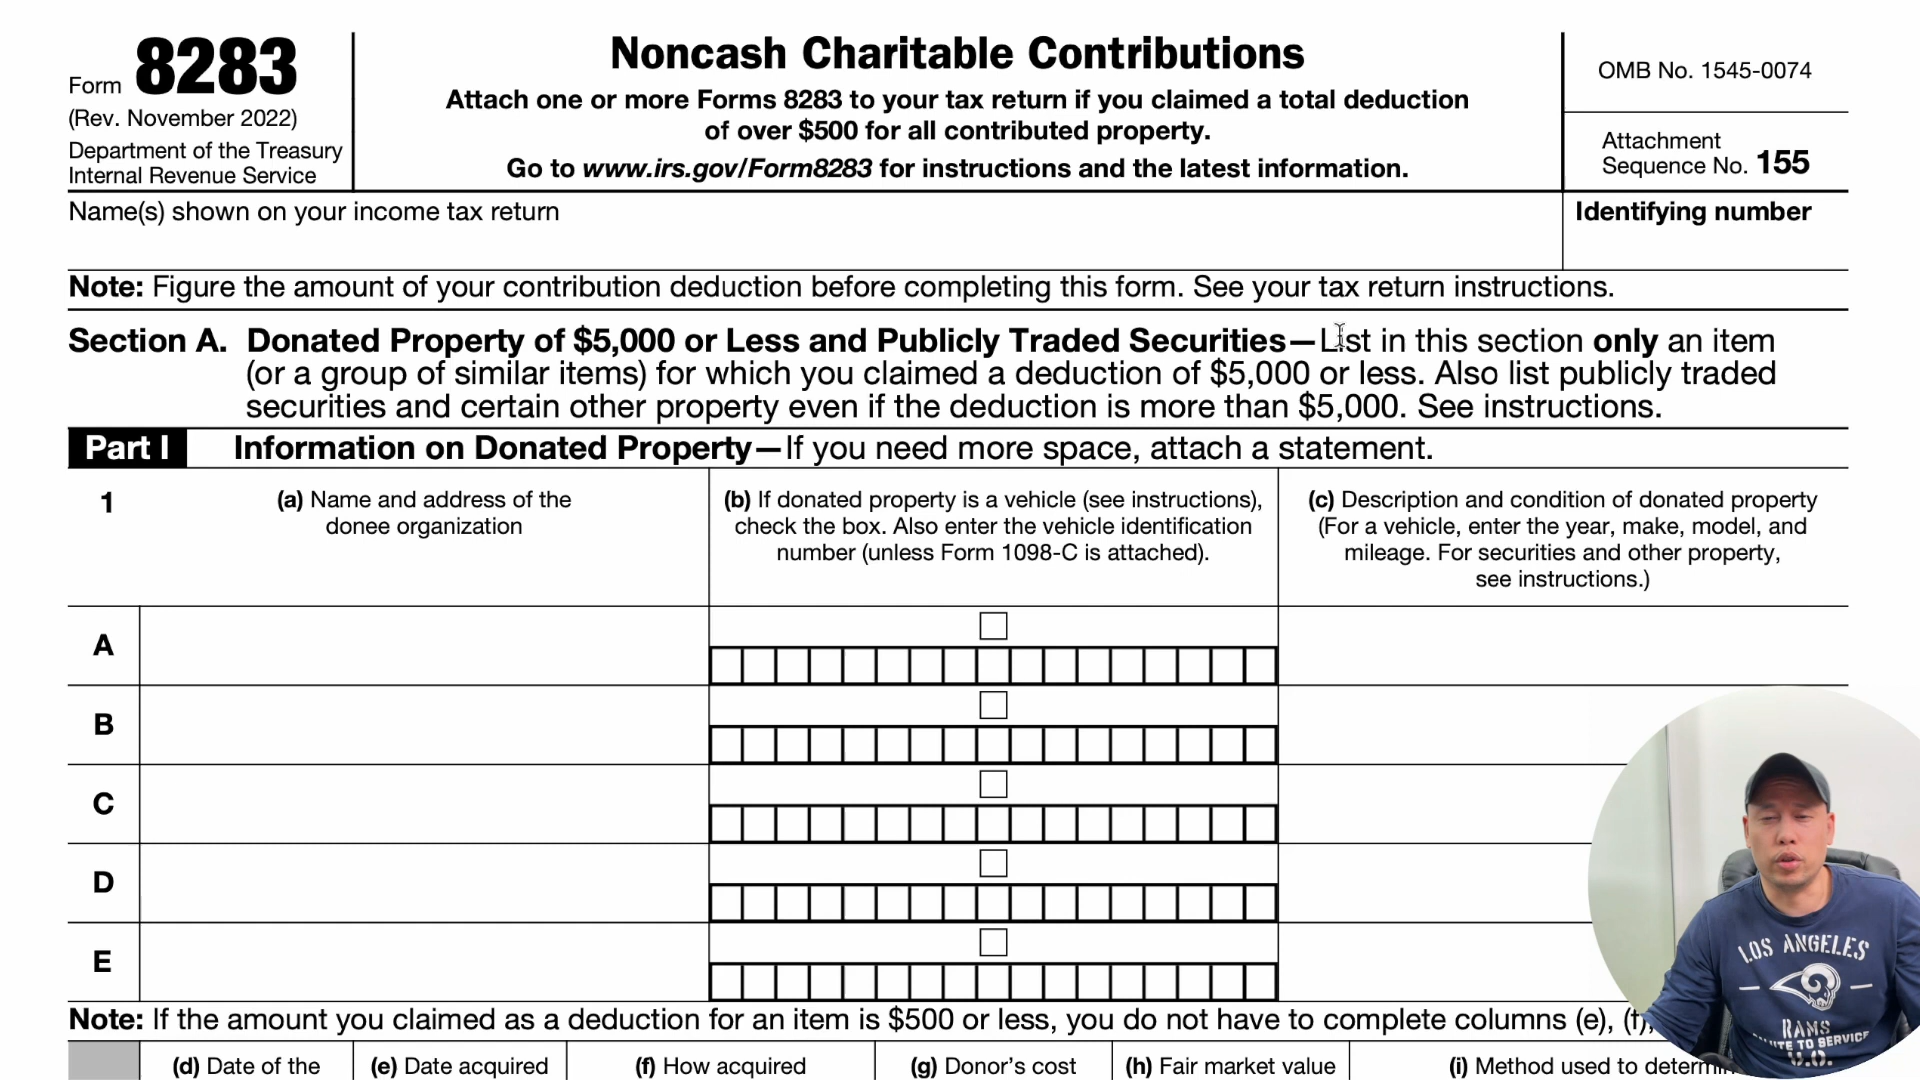 Form 8283
(Rev. November 2022)
Department of the Treasury
Internal Revenue Service
Noncash Charitable Contributions
Attach one or more Forms 8283 to your tax return if you claimed a total deduction
of over $500 for all contributed property.
Go to www.irs.gov/Form8283 for instructions and the latest information.
OMB No. 1545-0074
Attachment
Sequence No. 155
Name(s) shown on your income tax return
Identifying number
Note: Figure the amount of your contribution deduction before completing this form. See your tax return instructions.
Section A. Donated Property of $5,000 or Less and Publicly Traded Securities—List in this section only an item
(or a group of similar items) for which you claimed a deduction of $5,000 or less. Also list publicly traded
securities and certain other property even if the deduction is more than $5,000. See instructions.
Part I Information on Donated Property—If you need more space, attach a statement.
1
(a) Name and address of the
donee organization
(b) If donated property is a vehicle (see instructions),
check the box. Also enter the vehicle identification
number (unless Form 1098-C is attached).
(c) Description and condition of donated property
(For a vehicle, enter the year, make, model, and
mileage. For securities and other property,
see instructions.)
A
B
C
D
E
Note: If the amount you claimed as a deduction for an item is $500 or less, you do not have to complete columns (e), (f),
(d) Date of the
(e) Date acquired
(f) How acquired
(g) Donor's cost
(h) Fair market value
(i) Method used to
LOS ANGELES
RAMS
TO SERVICE